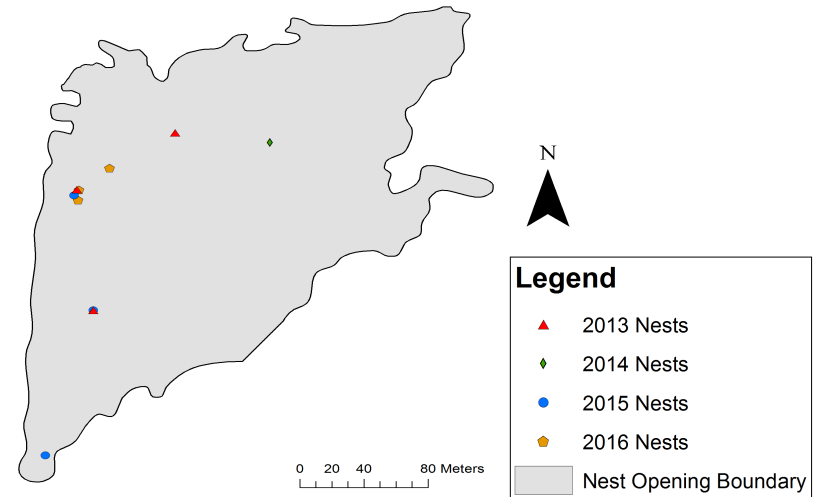 N
Legend
2013 Nests
2014 Nests
2015 Nests
2016 Nests
Nest Opening Boundary
0 20 40 80 Meters